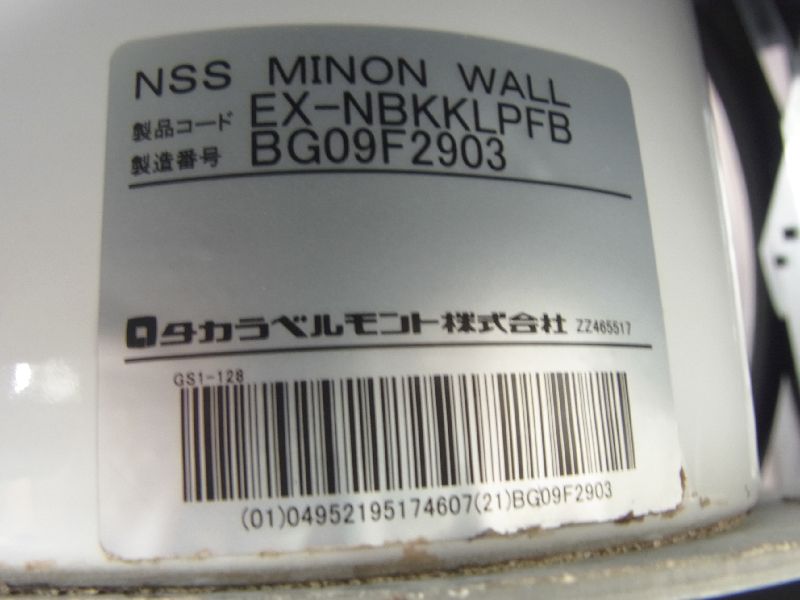 NSS MINON WALL
製品コード EX-NBKKLPFB
製造番号 BG09F2903
タカラベルモント株式会社 ZZ465517
GS1-128
(01)04952195174607(21)BG09F2903